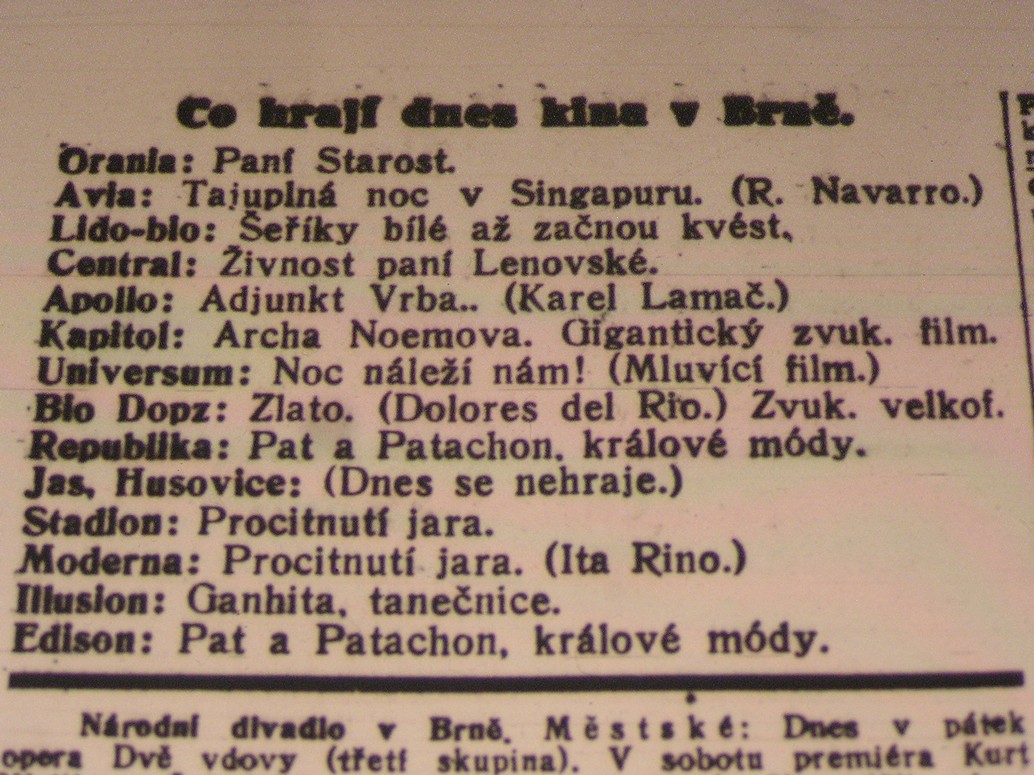 Co hrají dnes kina v Brně.
Orania: Paní Starost.
Avia: Tajuplná noc v Singapuru. (R. Navarro.)
Lido-bio: Šeříky bílé až začnou kvést.
Central: Živnost paní Lenovské.
Apollo: Adjunkt Vrba.. (Karel Lamač.)
Kapitol: Archa Noemova. Gigantický zvuk. film.
Universum: Noc náleží nám! (Mluvící film.)
Bio Dopz: Zlato. (Dolores del Rio.) Zvuk. velkof.
Republika: Pat a Patachon, králové módy.
Jas, Husovice: (Dnes se nehraje.)
Stadion: Procitnutí jara.
Moderna: Procitnutí jara. (Ita Rino.)
Illusion: Ganhita, tanečnice.
Edison: Pat a Patachon, králové módy.
Národní divadlo v Brně. Městské: Dnes v pátek
opera Dvě vdovy (třetí skupina). V sobotu premiéra Kurt